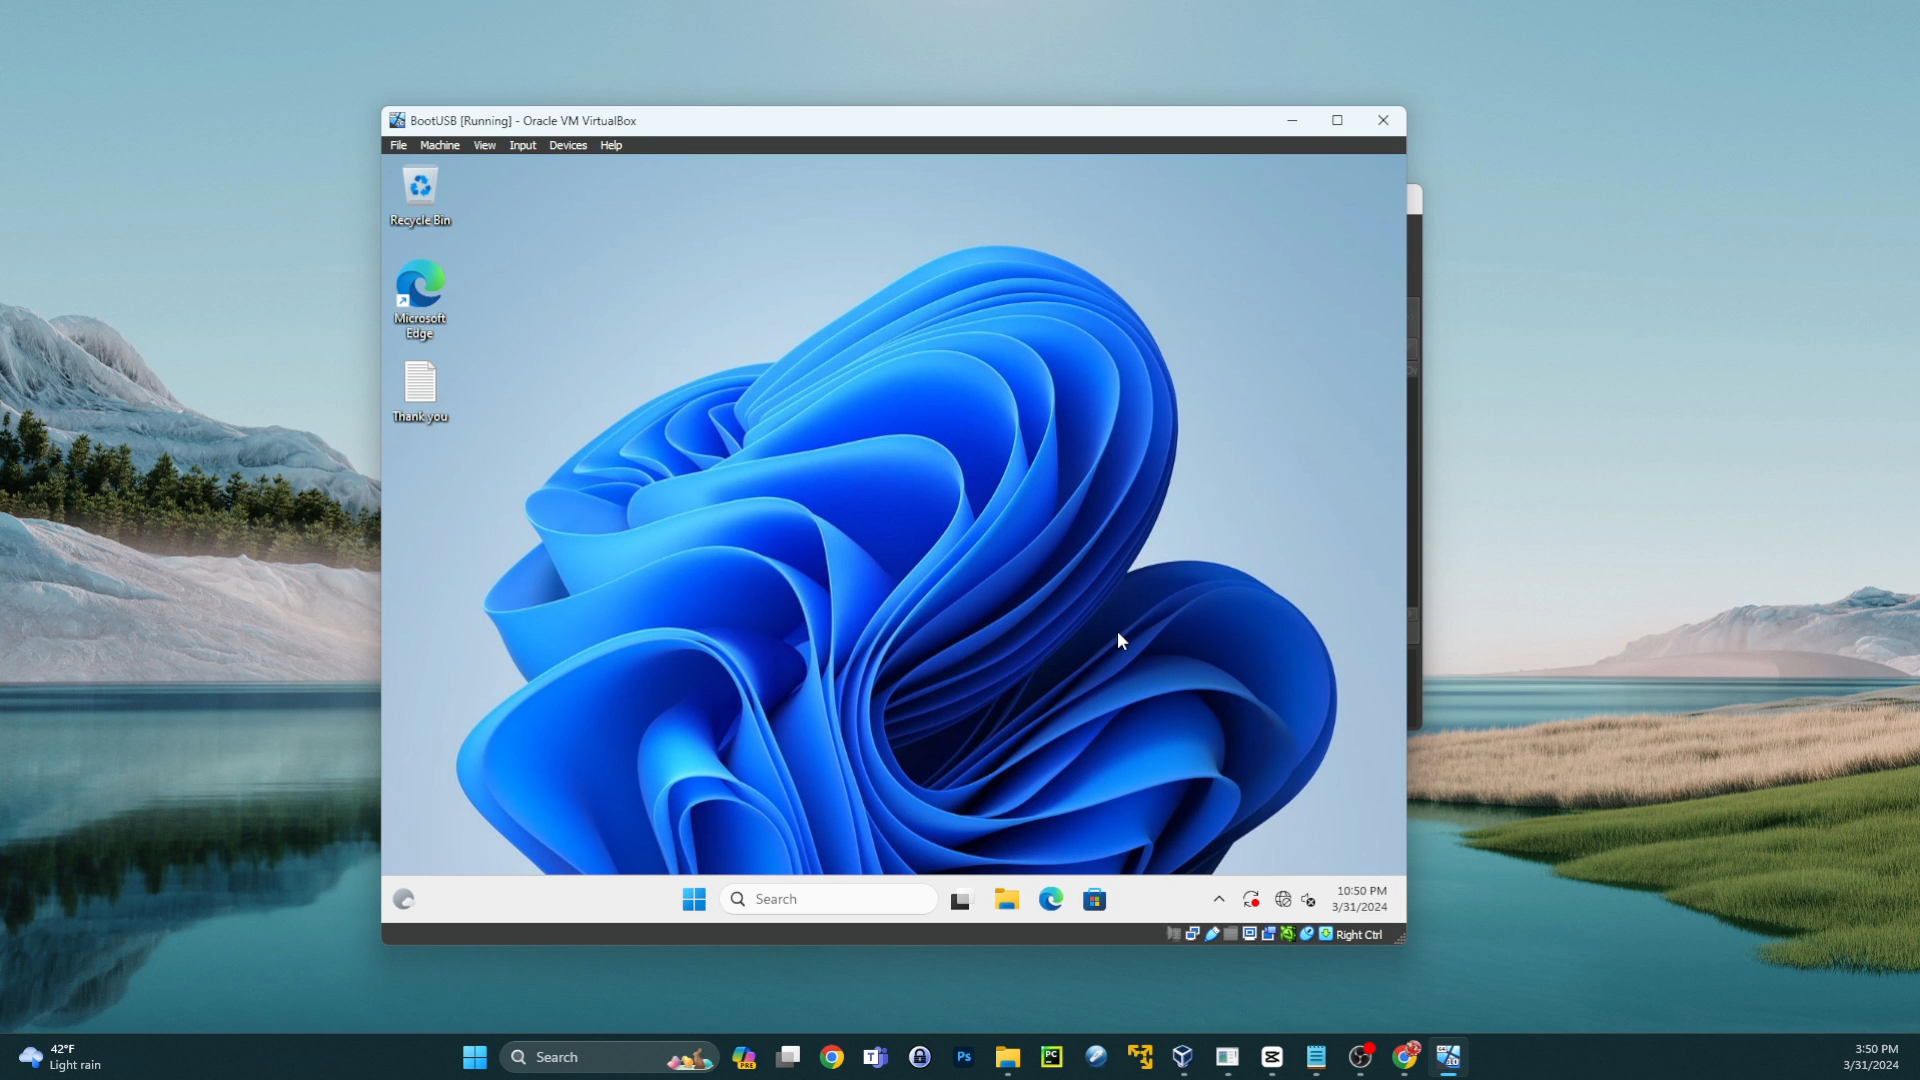 BootUSB [Running] - Oracle VM VirtualBox
File Machine View Input Devices Help
Recycle Bin
Microsoft
Edge
Thank you
Search
10:50 PM
3/31/2024
Right Ctrl
42°F
Light rain
Search
PRE
Ps
PC
3:50 PM
3/31/2024